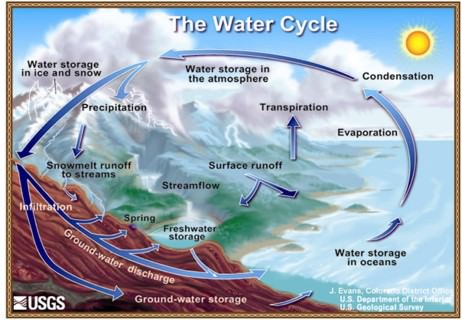 The Water Cycle
Water storage
in ice and snow
Water storage in
the atmosphere
Condensation
Precipitation
Transpiration
Evaporation
Snowmelt runoff
to streams
Surface runoff
Streamflow
Infiltration
Spring
Freshwater
storage
Ground-water discharge
Water storage
in oceans
Ground-water storage
USGS
J. Evans, Colorado District Office
U.S. Department of the Interior
U.S. Geological Survey